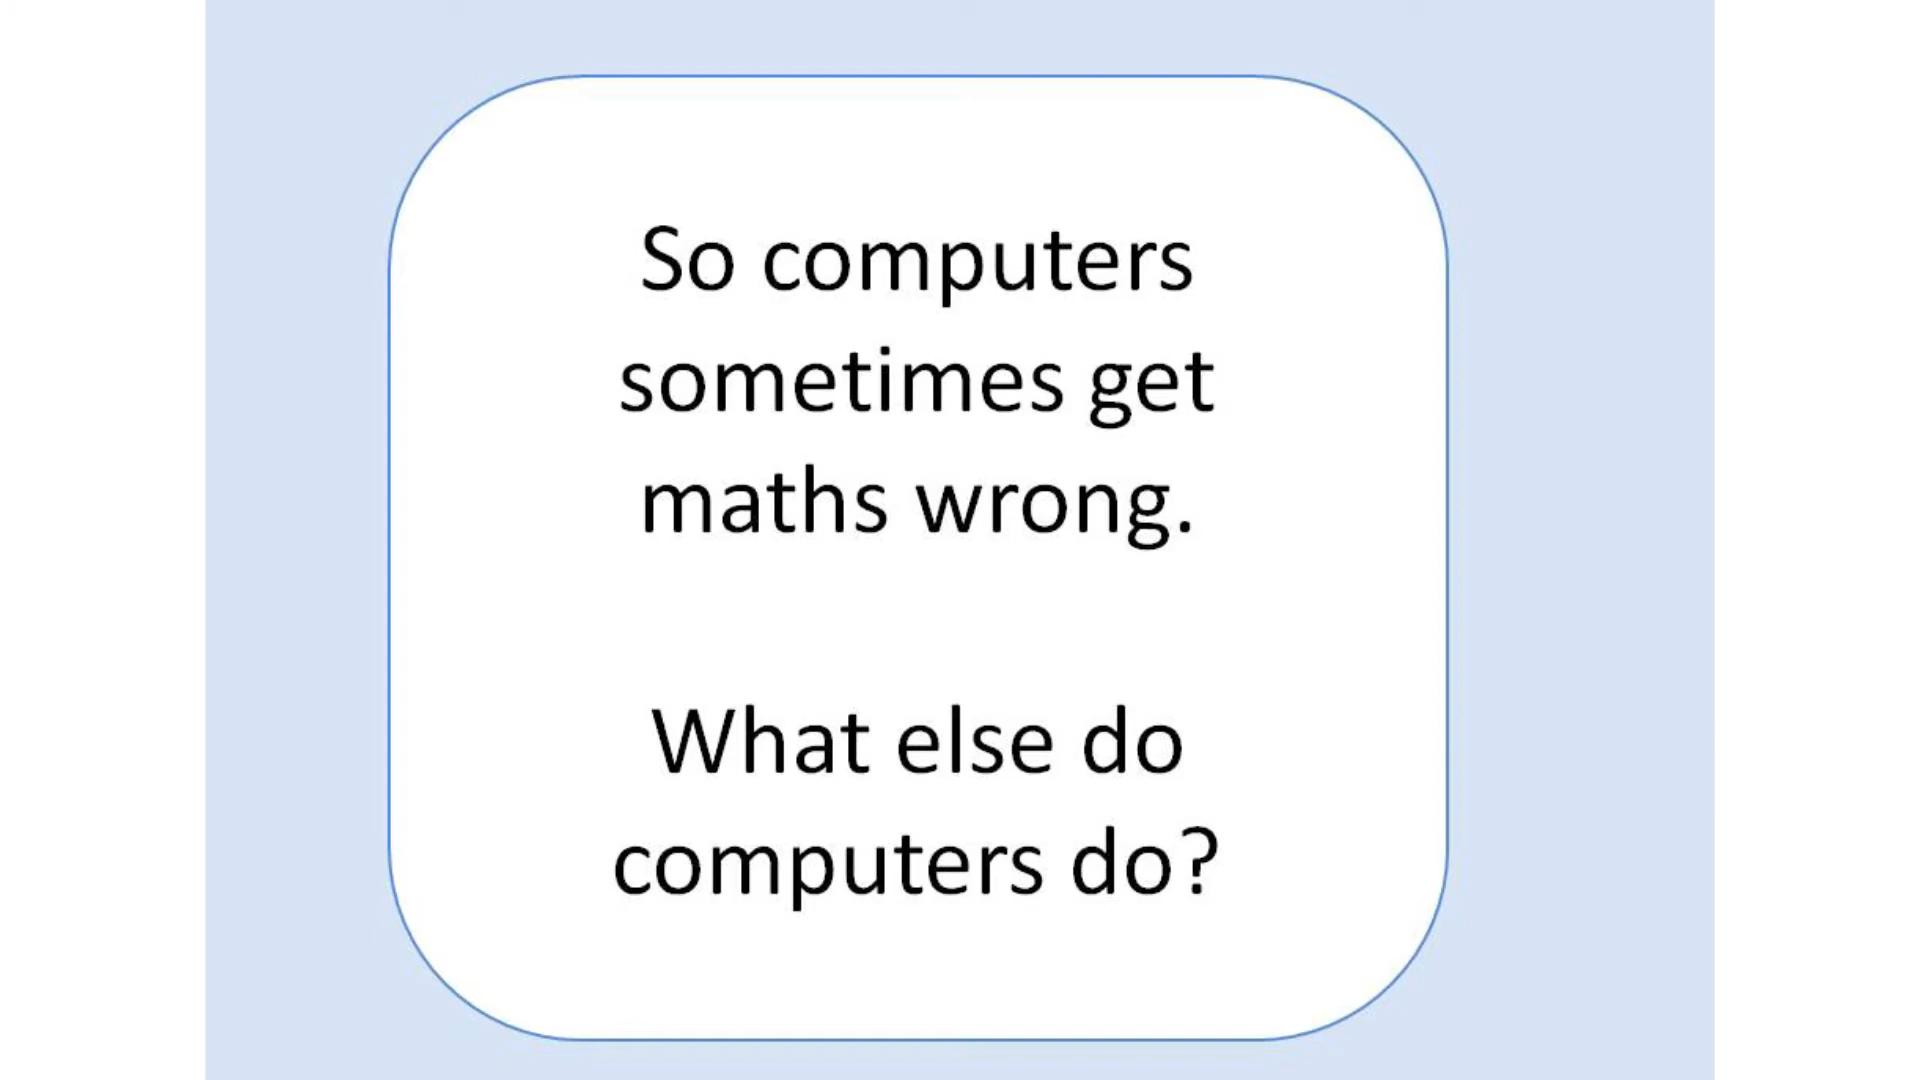 So computers
sometimes get
maths wrong.
What else do
computers do?